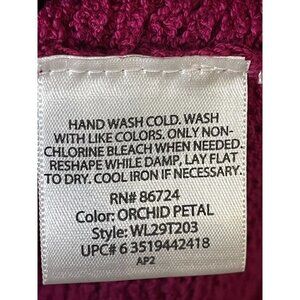 HAND WASH COLD. WASH
WITH LIKE COLORS. ONLY NON-
CHLORINE BLEACH WHEN NEEDED.
RESHAPE WHILE DAMP, LAY FLAT
TO DRY. COOL IRON IF NECESSARY.
RN# 86724
Color: ORCHID PETAL
Style: WL29T203
UPC# 6 3519442418
AP2